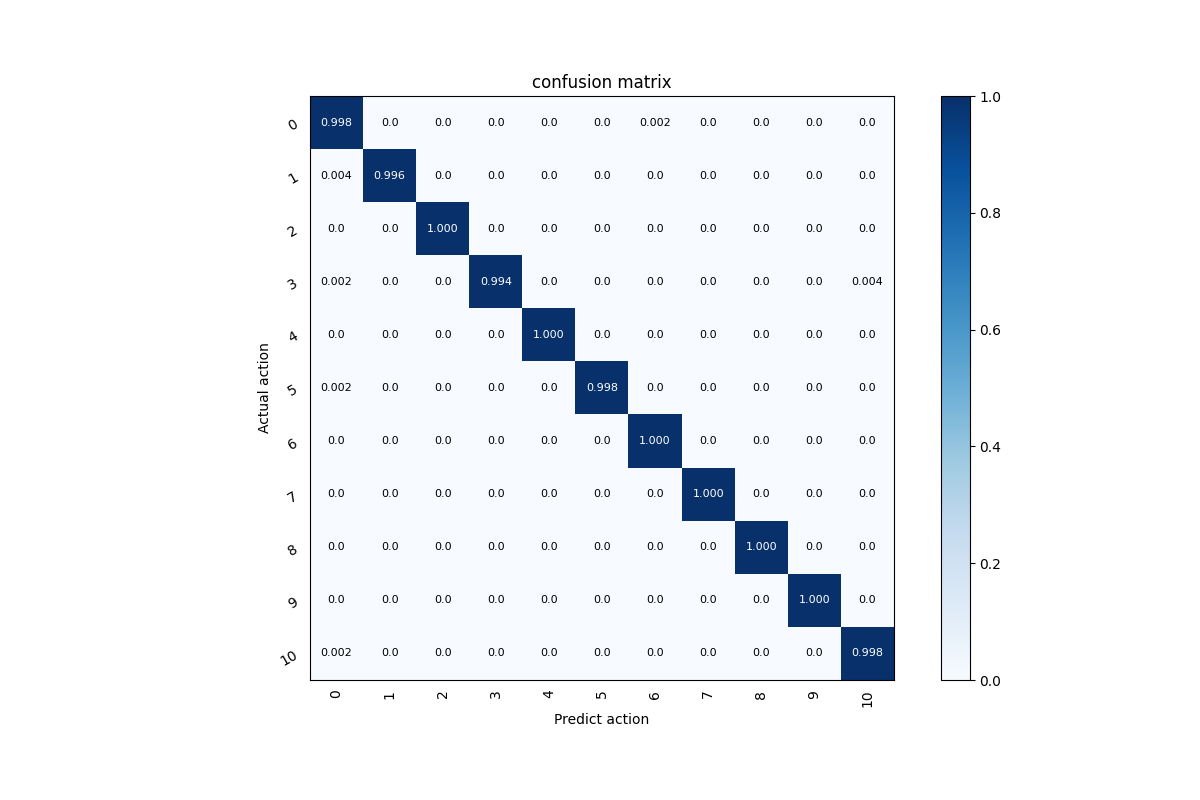 confusion matrix
0 0.998 0.0 0.0 0.0 0.0 0.0 0.002 0.0 0.0 0.0 0.0
1 0.004 0.996 0.0 0.0 0.0 0.0 0.0 0.0 0.0 0.0 0.0
2 0.0 0.0 1.000 0.0 0.0 0.0 0.0 0.0 0.0 0.0 0.0
3 0.002 0.0 0.0 0.994 0.0 0.0 0.0 0.0 0.0 0.0 0.004
4 0.0 0.0 0.0 0.0 1.000 0.0 0.0 0.0 0.0 0.0 0.0
5 0.002 0.0 0.0 0.0 0.0 0.998 0.0 0.0 0.0 0.0 0.0
6 0.0 0.0 0.0 0.0 0.0 0.0 1.000 0.0 0.0 0.0 0.0
7 0.0 0.0 0.0 0.0 0.0 0.0 0.0 1.000 0.0 0.0 0.0
8 0.0 0.0 0.0 0.0 0.0 0.0 0.0 0.0 1.000 0.0 0.0
9 0.0 0.0 0.0 0.0 0.0 0.0 0.0 0.0 0.0 1.000 0.0
10 0.002 0.0 0.0 0.0 0.0 0.0 0.0 0.0 0.0 0.0 0.998
0 1 2 3 4 5 6 7 8 9 10
Predict action
Actual action
1.0
0.8
0.6
0.4
0.2
0.0